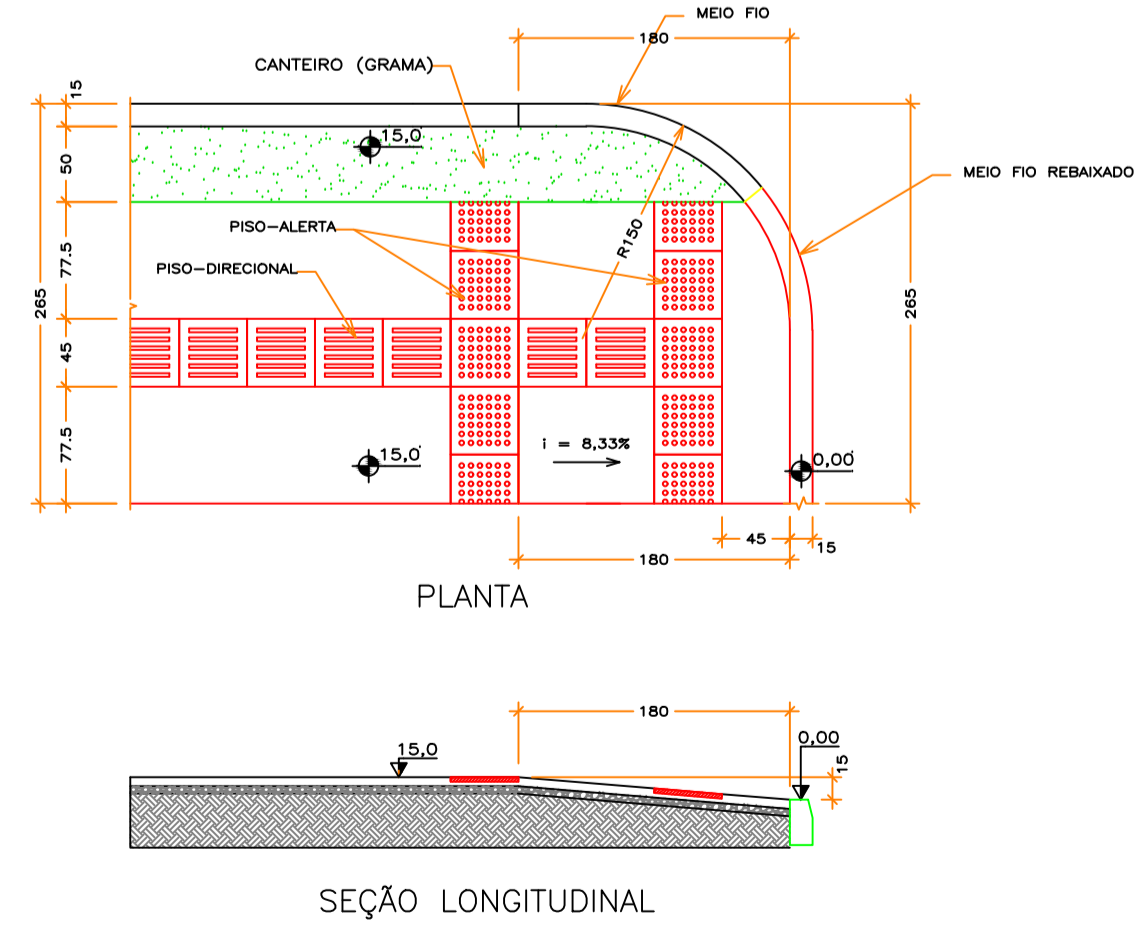 MEIO FIO
180
CANTEIRO (GRAMA)
15
15,0
50
MEIO FIO REBAIXADO
PISO-ALERTA
R150
77.5
PISO-DIRECIONAL
265
265
45
77.5
i = 8,33%
15,0
0,00
45
15
180
PLANTA
180
15,0
0,00
15
SEÇÃO LONGITUDINAL